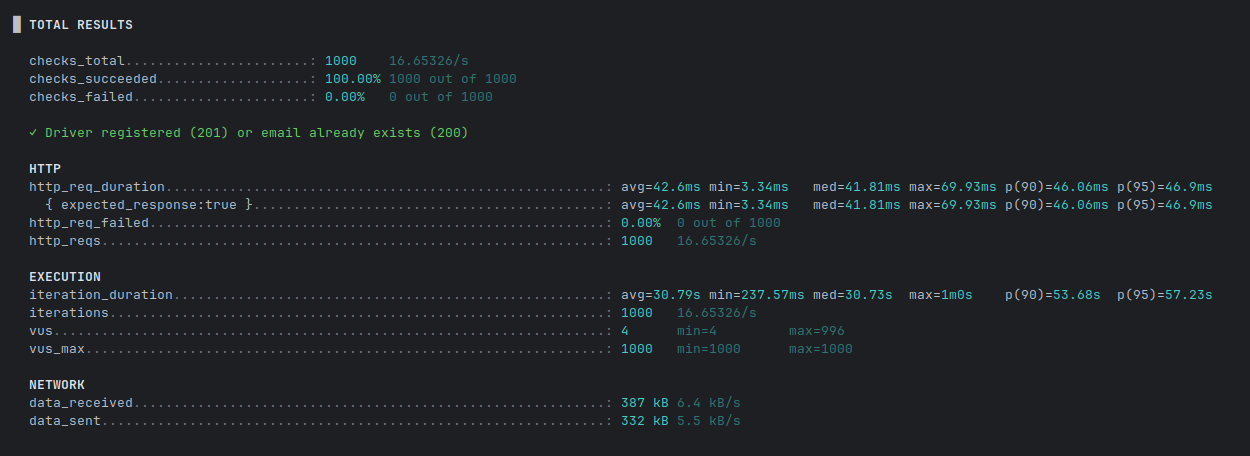 TOTAL RESULTS
checks_total.......................: 1000 16.65326/s
checks_succeeded...................: 100.00% 1000 out of 1000
checks_failed......................: 0.00% 0 out of 1000
✓ Driver registered (201) or email already exists (200)
HTTP
http_req_duration.......................................................: avg=42.6ms min=3.34ms med=41.81ms max=69.93ms p(90)=46.06ms p(95)=46.9ms
{ expected_response:true }............................................: avg=42.6ms min=3.34ms med=41.81ms max=69.93ms p(90)=46.06ms p(95)=46.9ms
http_req_failed.........................................................: 0.00% 0 out of 1000
http_reqs...............................................................: 1000 16.65326/s
EXECUTION
iteration_duration......................................................: avg=30.79s min=237.57ms med=30.73s max=1m0s p(90)=53.68s p(95)=57.23s
iterations..............................................................: 1000 16.65326/s
vus.....................................................................: 4 min=4 max=996
vus_max.................................................................: 1000 min=1000 max=1000
NETWORK
data_received...........................................................: 387 kB 6.4 kB/s
data_sent...............................................................: 332 kB 5.5 kB/s